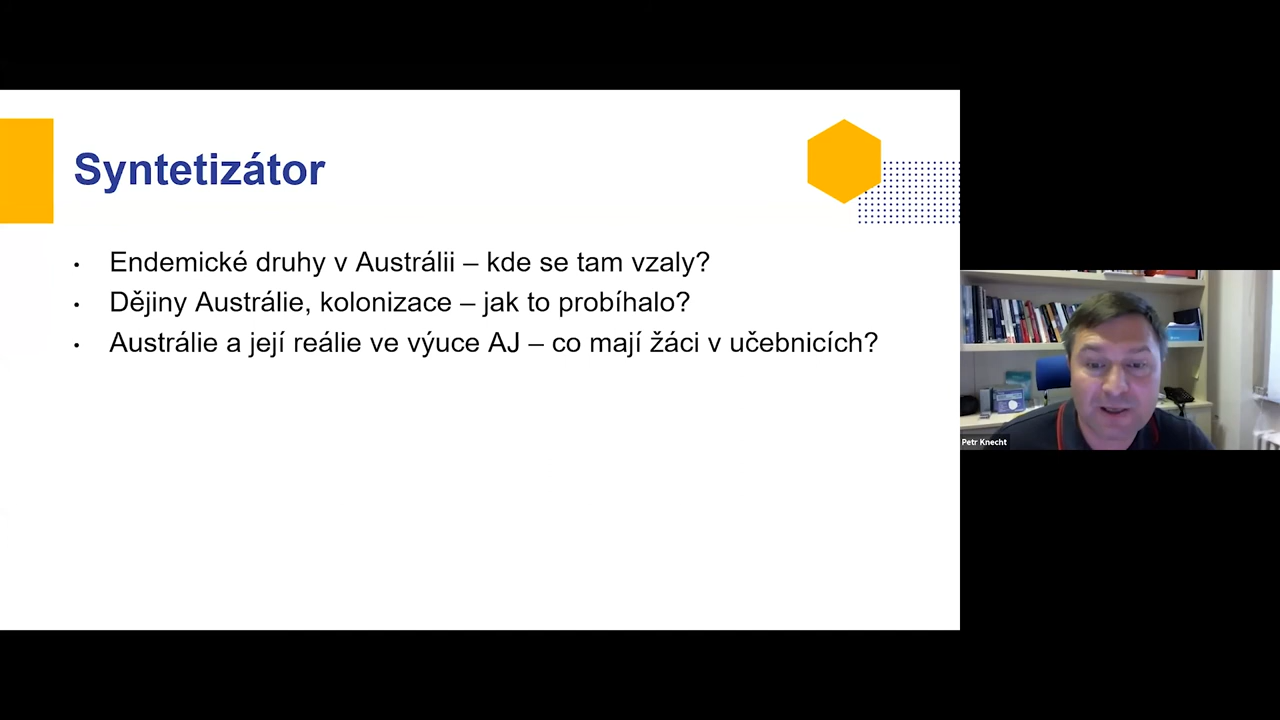 Syntetizátor
• Endemické druhy v Austrálii – kde se tam vzaly?
• Dějiny Austrálie, kolonizace – jak to probíhalo?
• Austrálie a její reálie ve výuce AJ – co mají žáci v učebnicích?
Petr Knecht